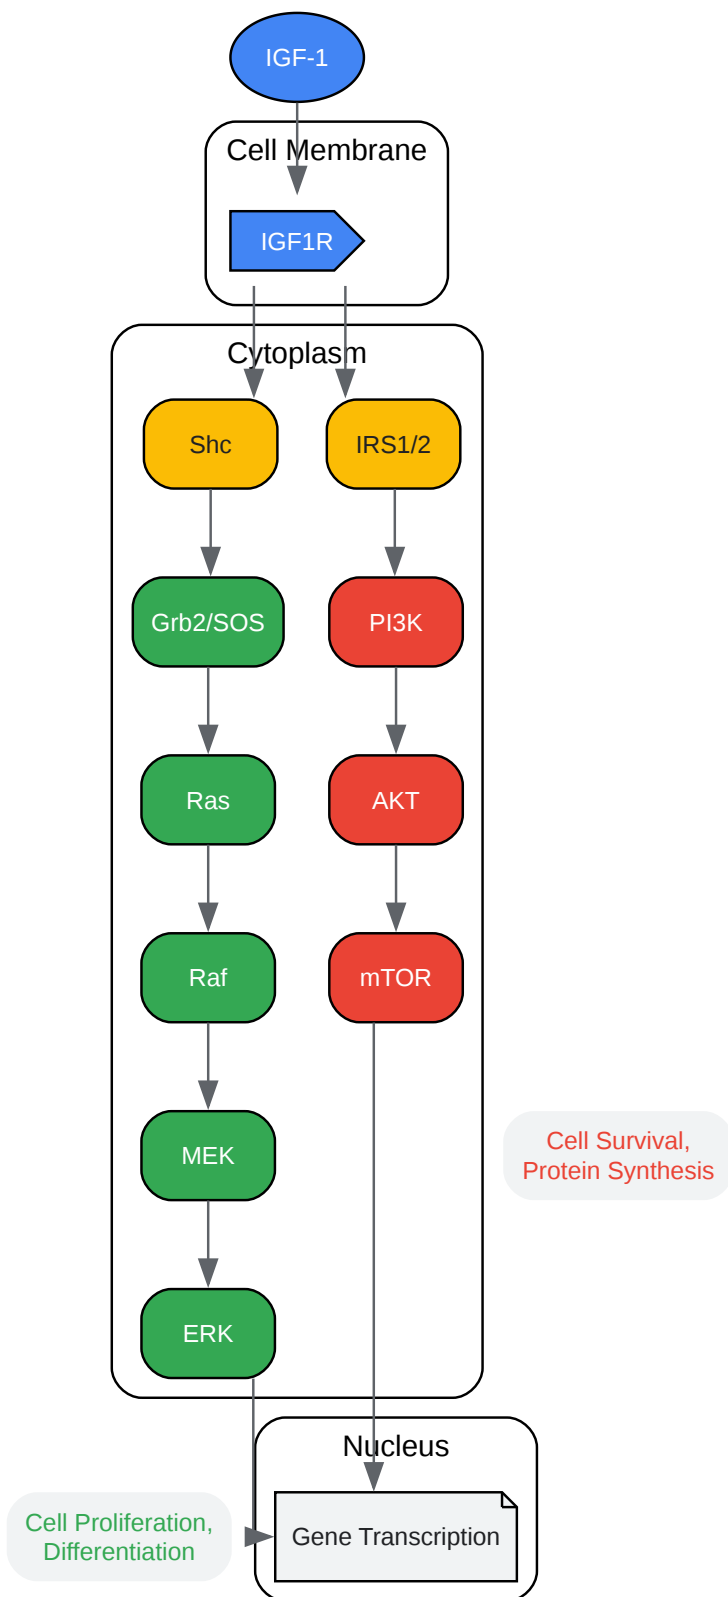 IGF-1
Cell Membrane
IGF1R
Cytoplasm
Shc
IRS1/2
Grb2/SOS
PI3K
Ras
AKT
Raf
mTOR
MEK
Cell Survival,
Protein Synthesis
ERK
Nucleus
Cell Proliferation,
Differentiation
Gene Transcription